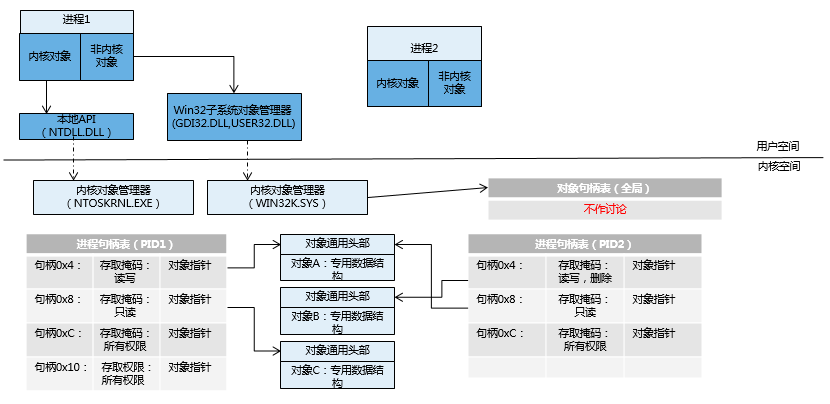 进程1
内核对象
非内核
对象
进程2
内核对象
非内核
对象
本地API
（NTDLL.DLL）
Win32子系统对象管理器
(GDI32.DLL,USER32.DLL)
用户空间
内核空间
内核对象管理器
（NTOSKRNL.EXE）
内核对象管理器
（WIN32K.SYS）
对象句柄表（全局）
不作讨论
进程句柄表（PID1）
句柄0x4：
存取掩码：
读写
对象指针
句柄0x8：
存取掩码：
只读
对象指针
句柄0xC：
存取掩码：
所有权限
对象指针
句柄0x10：
存取权限：
所有权限
对象指针
对象通用头部
对象A：专用数据结
构
对象通用头部
对象B：专用数据结
构
对象通用头部
对象C：专用数据结
构
进程句柄表（PID2）
句柄0x4：
存取掩码：
读写，删除
对象指针
句柄0x8：
存取掩码：
只读
对象指针
句柄0xC：
存取掩码：
所有权限
对象指针